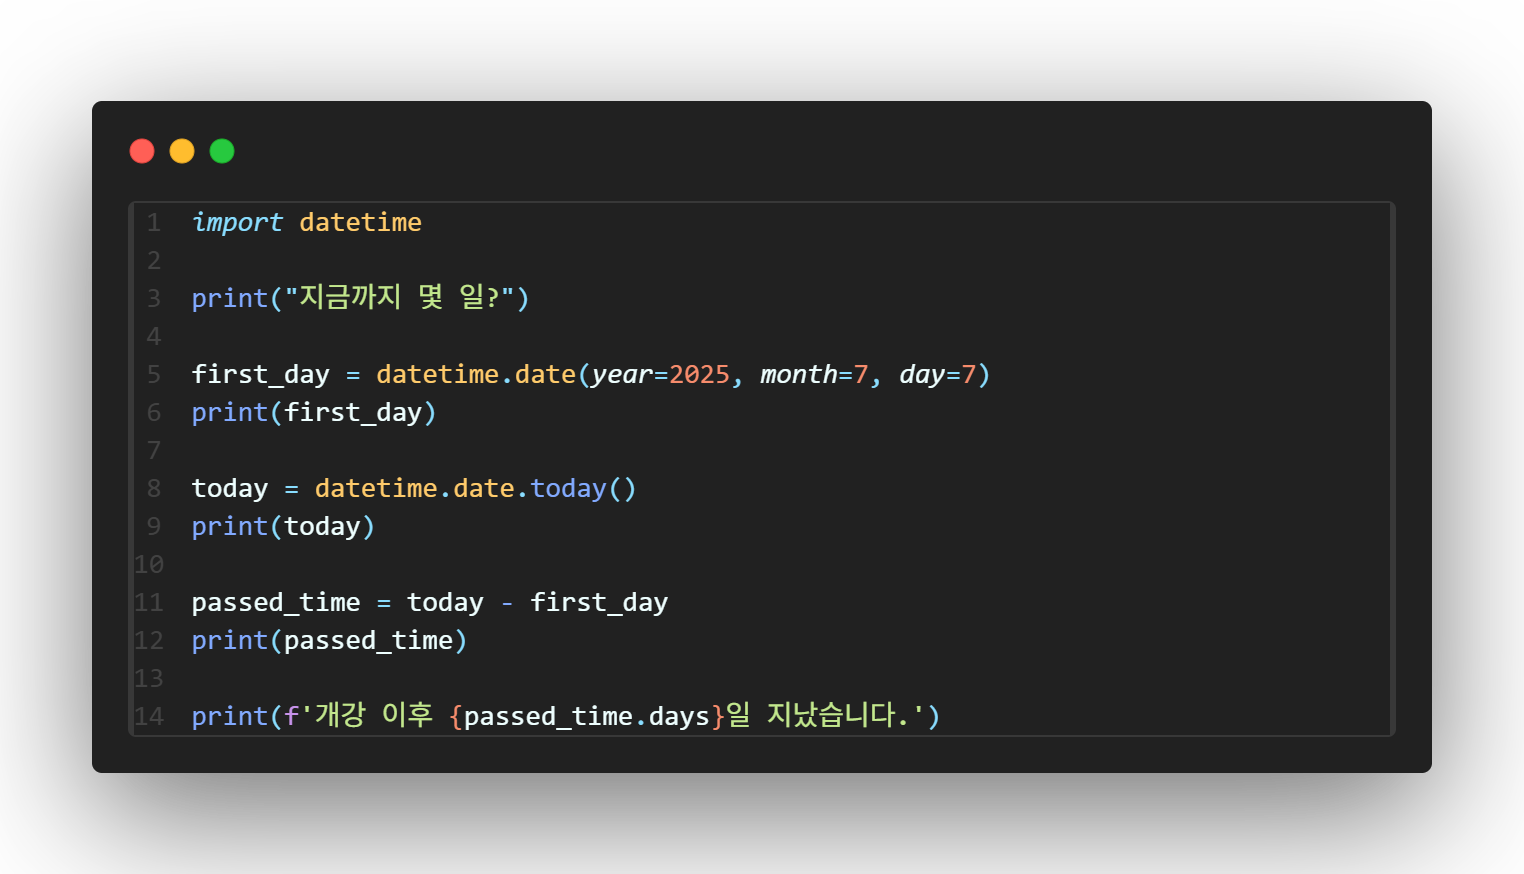 1 import datetime
2
3 print("지금까지 몇 일?")
4
5 first_day = datetime.date(year=2025, month=7, day=7)
6 print(first_day)
7
8 today = datetime.date.today()
9 print(today)
10
11 passed_time = today - first_day
12 print(passed_time)
13
14 print(f'개강 이후 {passed_time.days}일 지났습니다.')